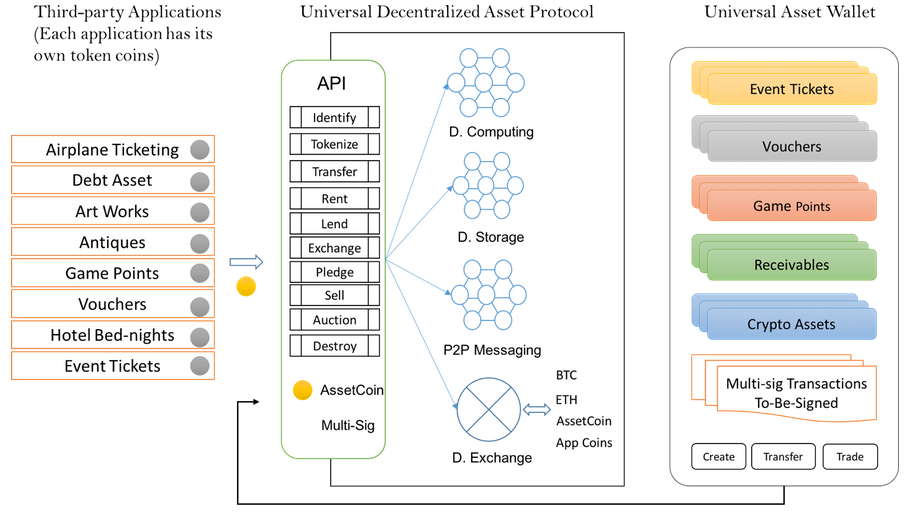 Third-party Applications
(Each application has its
own token coins)
Universal Decentralized Asset Protocol
Universal Asset Wallet
Airplane Ticketing
Debt Asset
Art Works
Antiques
Game Points
Vouchers
Hotel Bed-nights
Event Tickets
API
Identify
Tokenize
Transfer
Rent
Lend
Exchange
Pledge
Sell
Auction
Destroy
AssetCoin
Multi-Sig
D. Computing
D. Storage
P2P Messaging
D. Exchange
BTC
ETH
AssetCoin
App Coins
Event Tickets
Vouchers
Game Points
Receivables
Crypto Assets
Multi-sig Transactions
To-Be-Signed
Create
Transfer
Trade